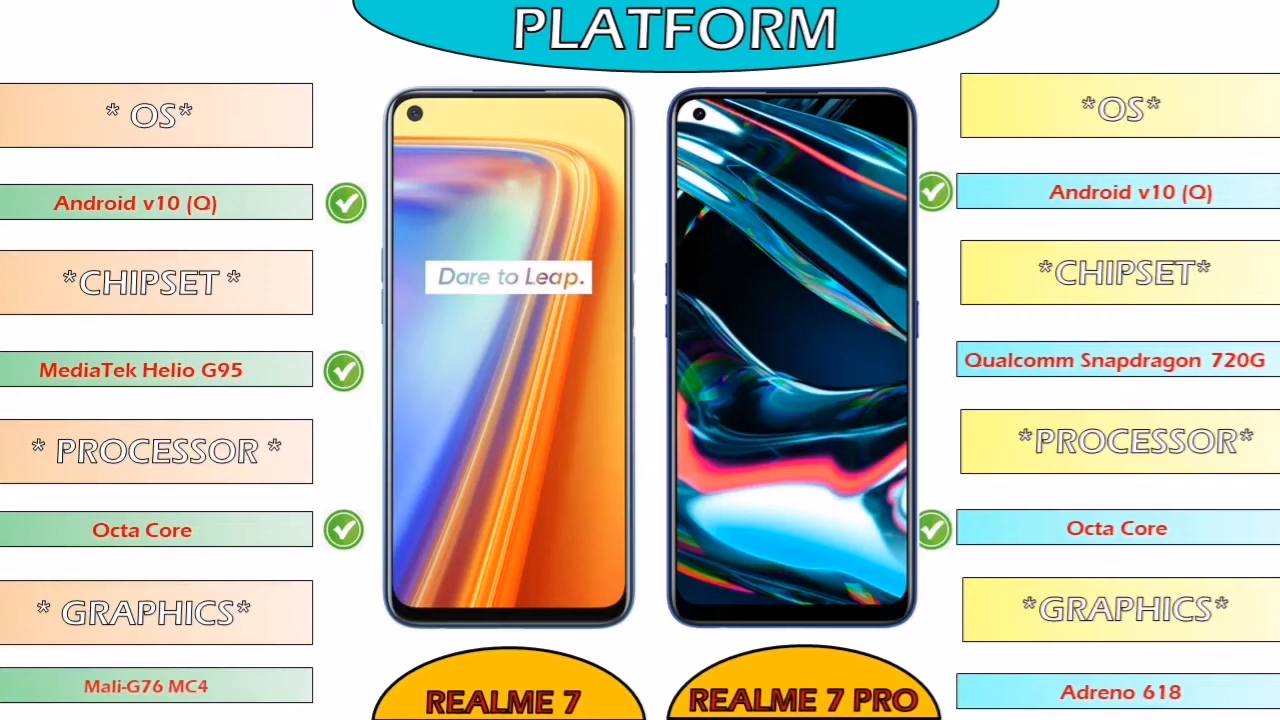 PLATFORM
* OS*
Android v10 (Q)
*CHIPSET *
MediaTek Helio G95
* PROCESSOR *
Octa Core
* GRAPHICS*
Mali-G76 MC4
Dare to Leap.
REALME 7
REALME 7 PRO
*OS*
Android v10 (Q)
*CHIPSET*
Qualcomm Snapdragon 720G
*PROCESSOR*
Octa Core
*GRAPHICS*
Adreno 618